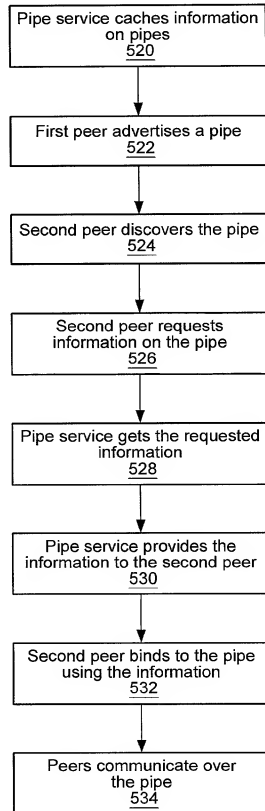 Pipe service caches information
on pipes
520
First peer advertises a pipe
522
Second peer discovers the pipe
524
Second peer requests
information on the pipe
526
Pipe service gets the requested
information
528
Pipe service provides the
information to the second peer
530
Second peer binds to the pipe
using the information
532
Peers communicate over
the pipe
534